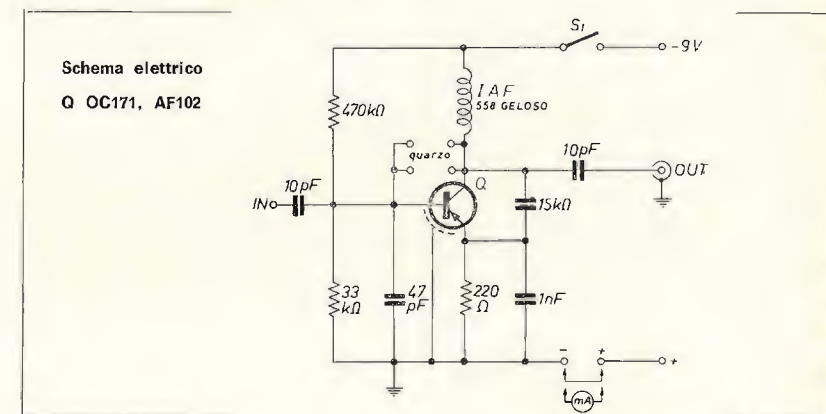 Schema elettrico
Q OC171, AF102
S1
-9V
IAF
558 GELOSO
470kΩ
quarzo
10pF
OUT
Q
10pF
INo
15kΩ
33
kΩ
47
pF
220
Ω
1nF
-
+
+
mA